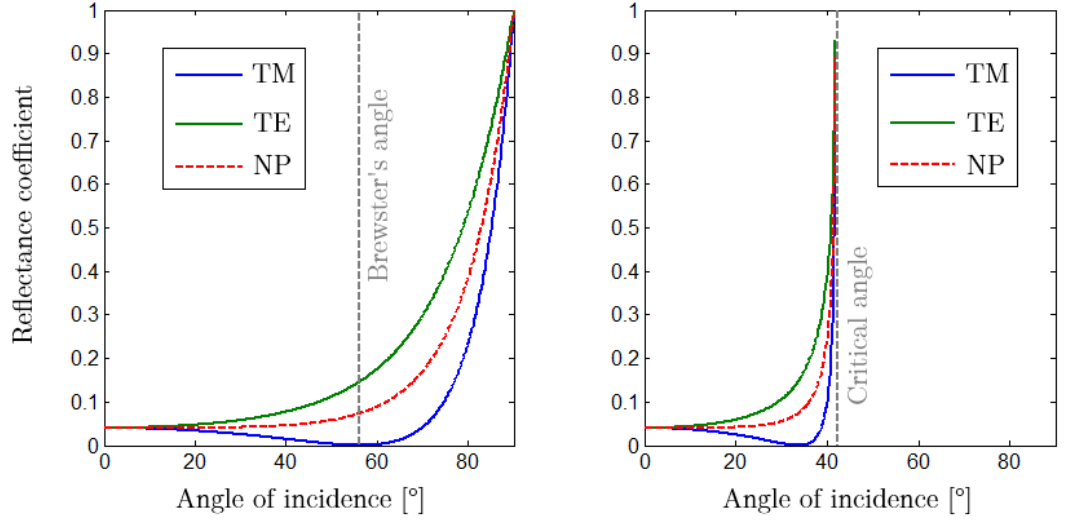 Reflectance coefficient
1
0.9
0.8
0.7
0.6
0.5
0.4
0.3
0.2
0.1
0
TM
TE
NP
Brewster's angle
0
20
40
60
80
Angle of incidence [°]
1
0.9
0.8
0.7
0.6
0.5
0.4
0.3
0.2
0.1
0
TM
TE
NP
Critical angle
0
20
40
60
80
Angle of incidence [°]